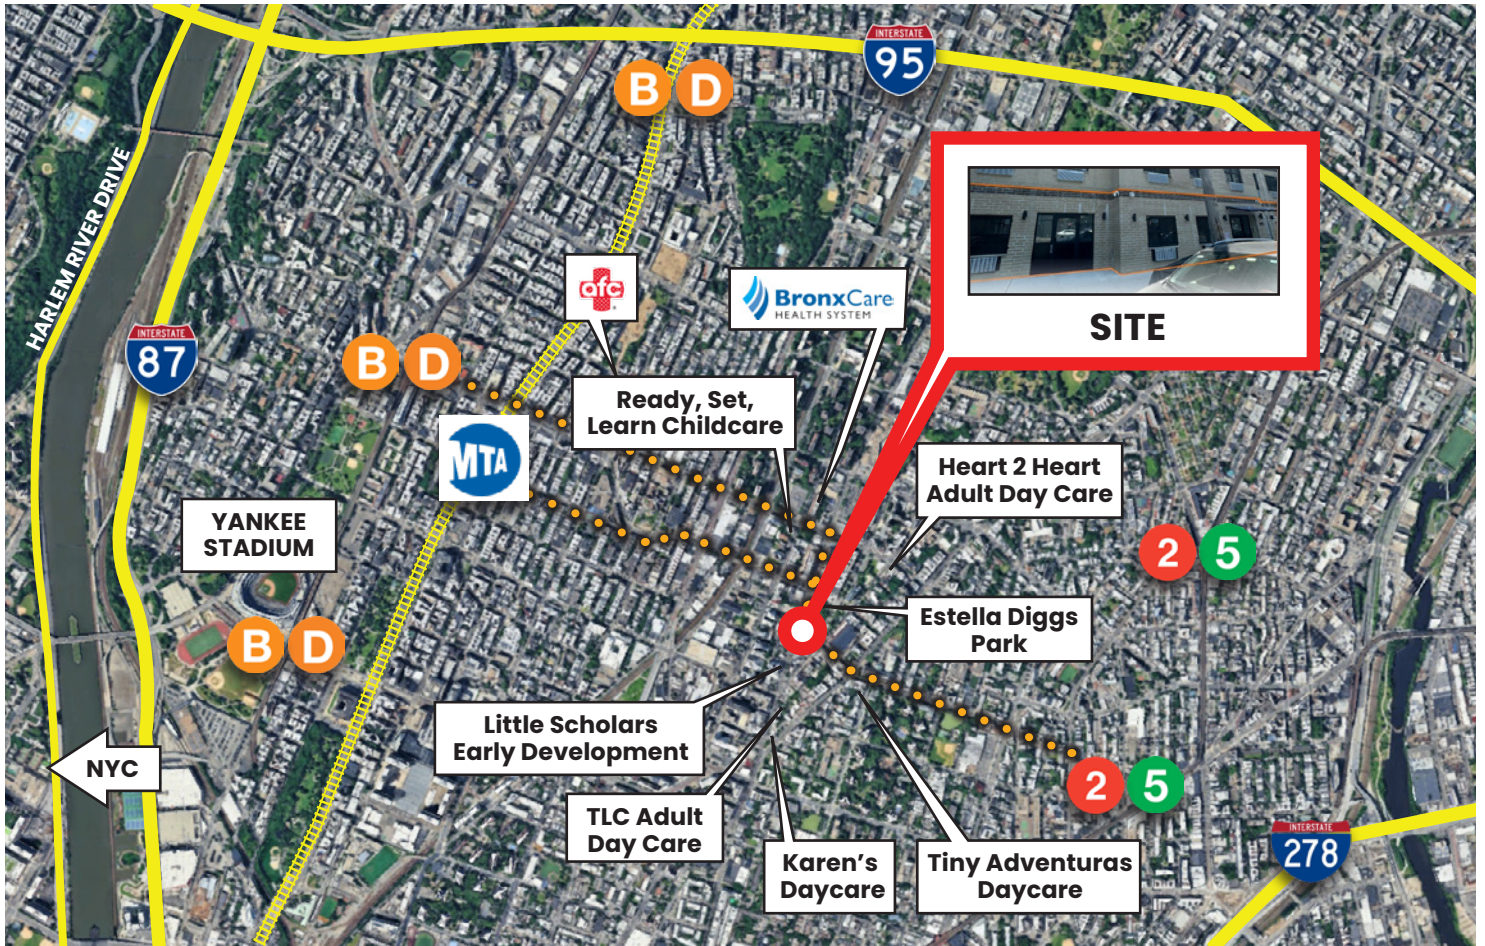 INTERSTATE
95
B D
HARLEM RIVER DRIVE
INTERSTATE
87
afc
BronxCare
HEALTH SYSTEM
SITE
B D
Ready, Set,
Learn Childcare
MTA
Heart 2 Heart
Adult Day Care
YANKEE
STADIUM
2 5
B D
Estella Diggs
Park
Little Scholars
Early Development
NYC
2 5
TLC Adult
Day Care
Karen's
Daycare
Tiny Adventuras
Daycare
INTERSTATE
278